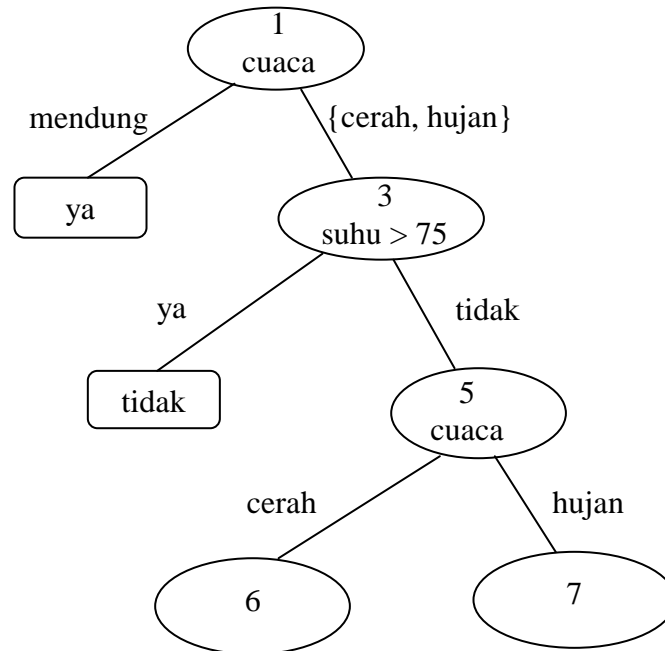 1
cuaca
mendung
{cerah, hujan}
ya
3
suhu > 75
ya
tidak
tidak
5
cuaca
cerah
hujan
6
7